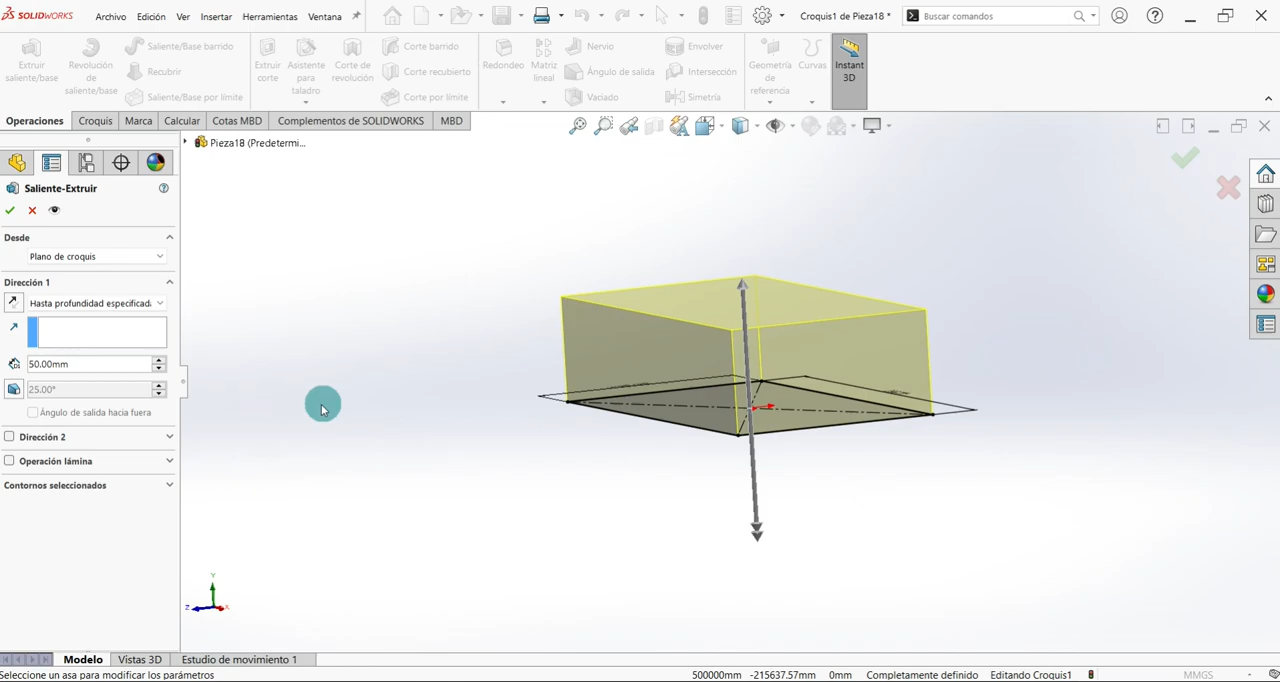 SOLIDWORKS Archivo Edición Ver Insertar Herramientas Ventana Croquis1 de Pieza18 * Buscar comandos
Extruir saliente/base
Revolución de saliente/base
Saliente/Base barrido
Recubrir
Saliente/Base por límite
Extruir corte
Asistente para taladro
Corte de revolución
Corte barrido
Corte recubierto
Corte por límite
Redondeo
Matriz lineal
Nervio
Ángulo de salida
Vaciado
Envolver
Intersección
Simetría
Geometría de referencia
Curvas
Instant 3D
Operaciones Croquis Marca Calcular Cotas MBD Complementos de SOLIDWORKS MBD
Pieza18 (Predetermi...
Saliente-Extruir
Desde
Plano de croquis
Dirección 1
Hasta profundidad especificada
50.00mm
25.00°
Ángulo de salida hacia fuera
Dirección 2
Operación lámina
Contornos seleccionados
Y
Z X
Modelo Vistas 3D Estudio de movimiento 1
Seleccione un asa para modificar los parámetros 500000mm -215637.57mm 0mm Completamente definido Editando Croquis1 MMGS